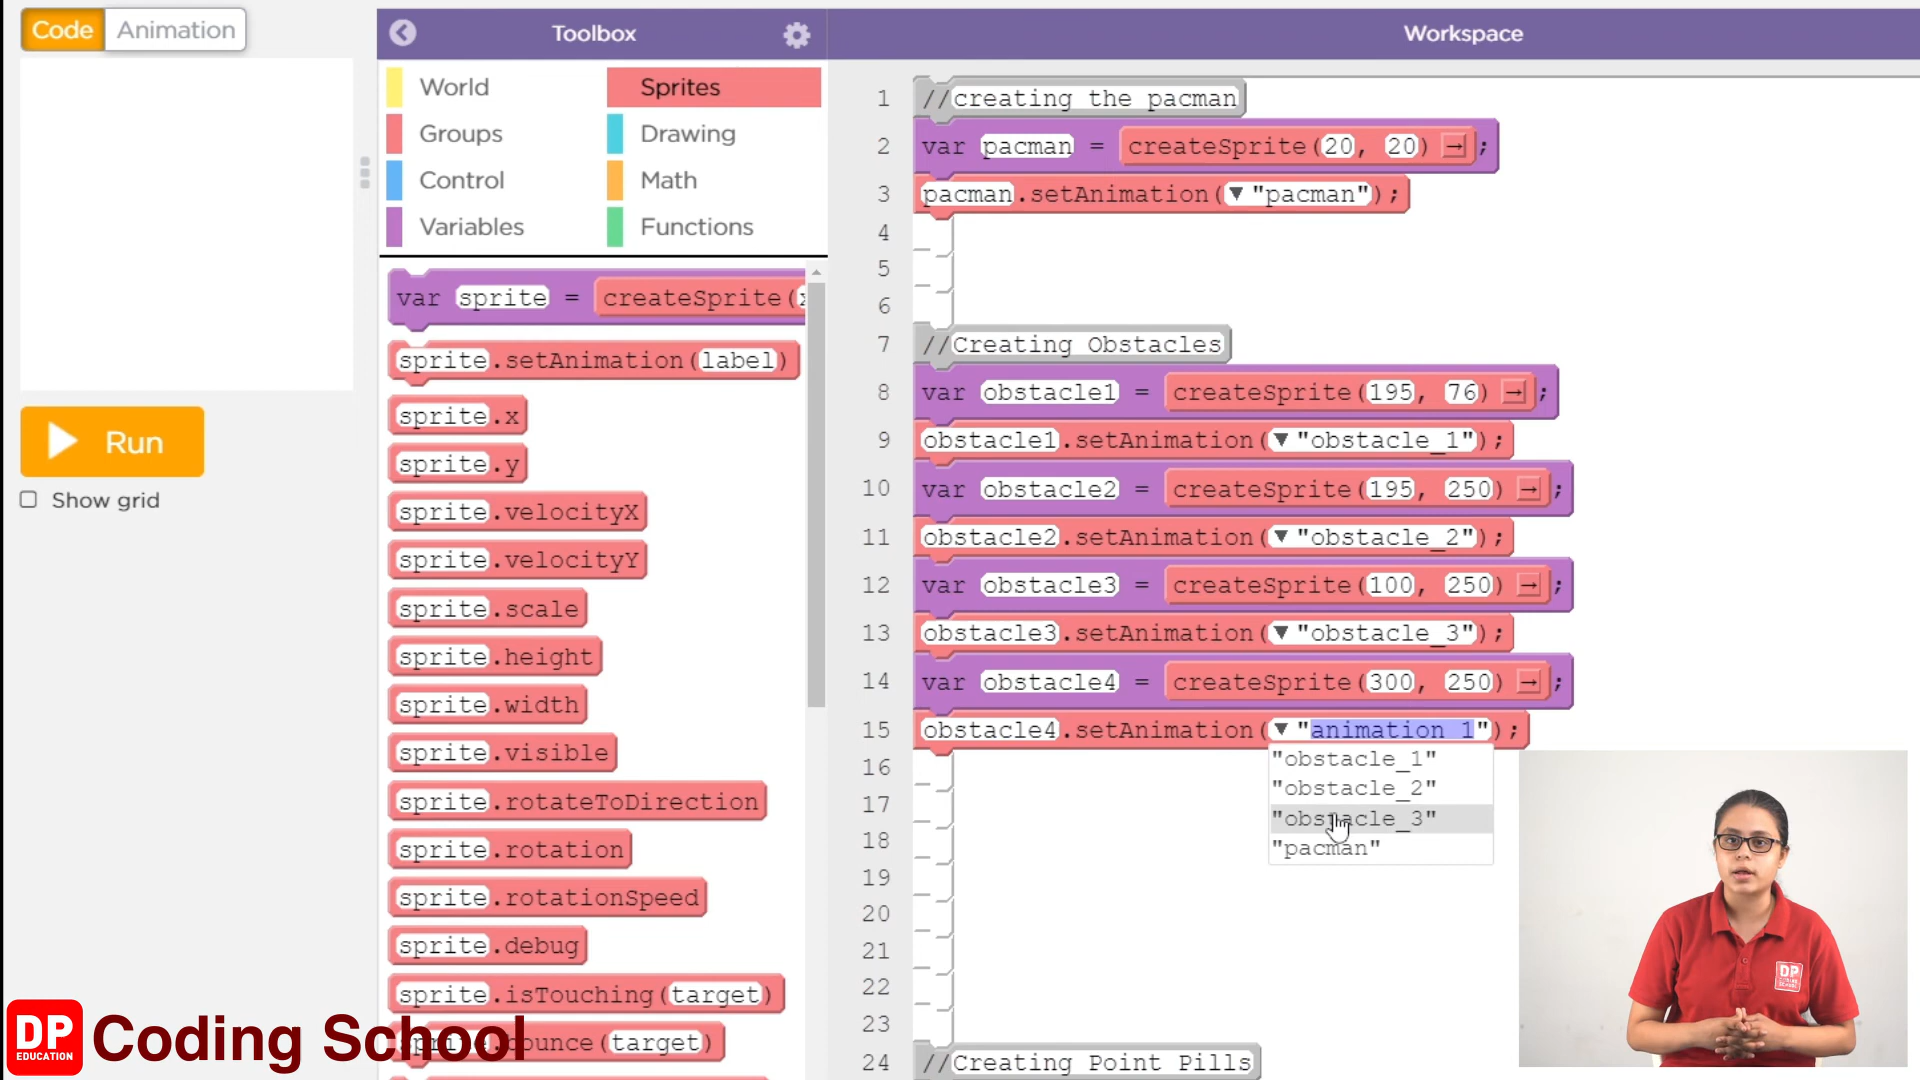 Code Animation
Run
Show grid
Toolbox
World Sprites
Groups Drawing
Control Math
Variables Functions
var sprite = createSprite(
sprite.setAnimation(label)
sprite.x
sprite.y
sprite.velocityX
sprite.velocityY
sprite.scale
sprite.height
sprite.width
sprite.visible
sprite.rotateToDirection
sprite.rotation
sprite.rotationSpeed
sprite.debug
sprite.isTouching(target)
sprite.bounce(target)
Workspace
1 //creating the pacman
2 var pacman = createSprite(20, 20) → ;
3 pacman.setAnimation(▼ "pacman");
4
5
6
7 //Creating Obstacles
8 var obstacle1 = createSprite(195, 76) → ;
9 obstacle1.setAnimation(▼ "obstacle_1");
10 var obstacle2 = createSprite(195, 250) → ;
11 obstacle2.setAnimation(▼ "obstacle_2");
12 var obstacle3 = createSprite(100, 250) → ;
13 obstacle3.setAnimation(▼ "obstacle_3");
14 var obstacle4 = createSprite(300, 250) → ;
15 obstacle4.setAnimation(▼ "animation_1");
"obstacle_1"
"obstacle_2"
"obstacle_3"
"pacman"
16
17
18
19
20
21
22
23
24 //Creating Point Pills
DP
EDUCATION
Coding School
DP
CODING
SCHOOL